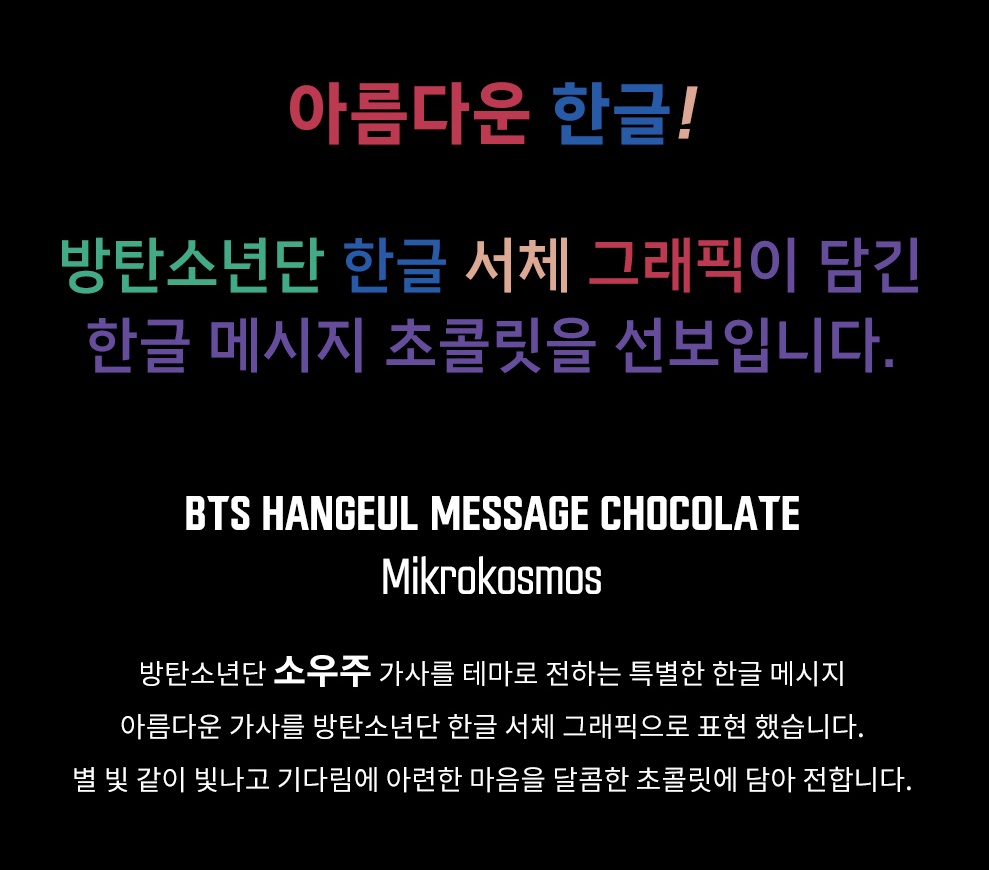 아름다운 한글!
방탄소년단 한글 서체 그래픽이 담긴
한글 메시지 초콜릿을 선보입니다.
BTS HANGEUL MESSAGE CHOCOLATE
Mikrokosmos
방탄소년단 소우주 가사를 테마로 전하는 특별한 한글 메시지
아름다운 가사를 방탄소년단 한글 서체 그래픽으로 표현 했습니다.
별 빛 같이 빛나고 기다림에 아련한 마음을 달콤한 초콜릿에 담아 전합니다.